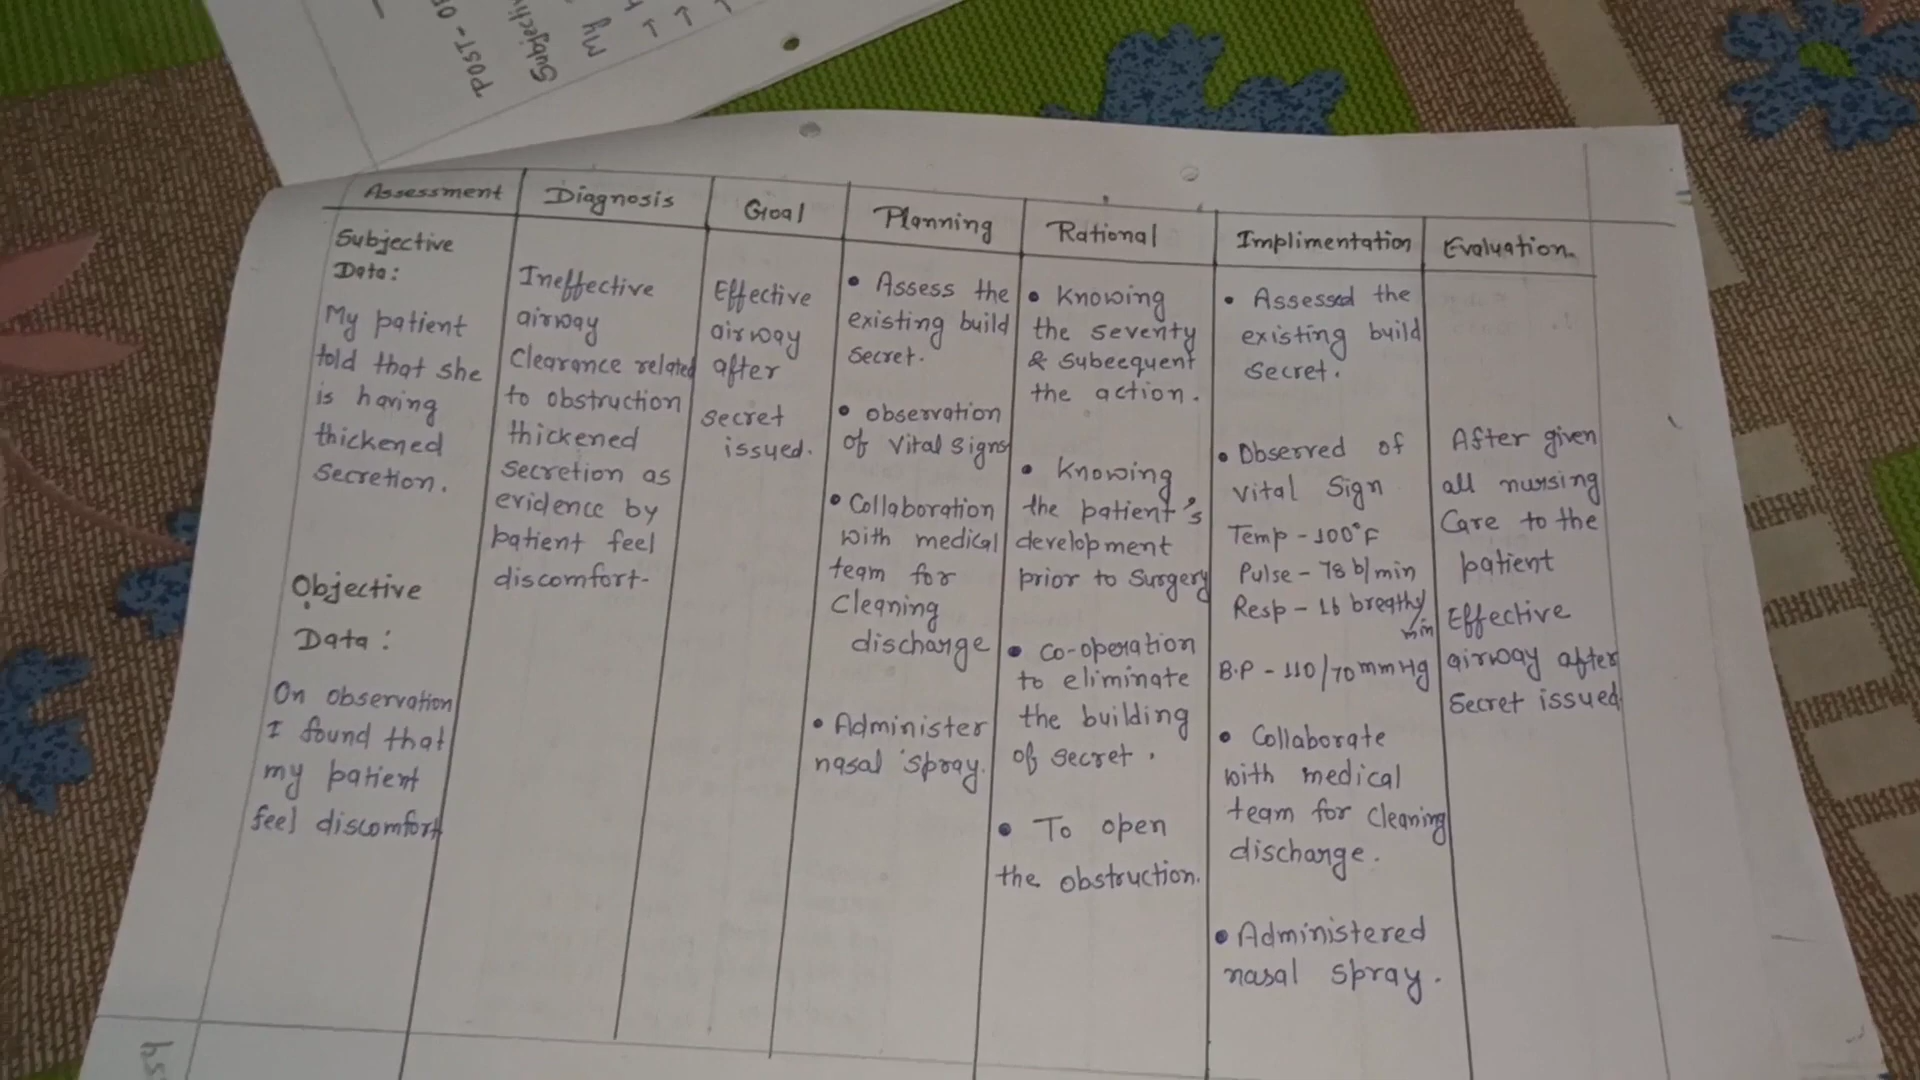 POST-
Subjectiv
My
Assessment
Subjective
Data:
My patient
told that she
is having
thickened
secretion.
Objective
Data:
On observation
I found that
my patient
feel discomfort
Diagnosis
Ineffective
airway
Clearance related
to obstruction
thickened
secretion as
evidence by
patient feel
discomfort-
Goal
Effective
airway
after
secret
issued.
Planning
• Assess the
existing build
secret.
• observation
of vital signs
• Collaboration
with medical
team for
Cleaning
discharge
• Administer
nasal spray.
Rational
• Knowing
the seventy
& subeequent
the action.
• Knowing
the patient's
development
prior to surgery
• co-operation
to eliminate
the building
of secret.
• To open
the obstruction.
Implimentation
• Assessed the
existing build
secret.
• Observed of
vital Sign
Temp - 100°F
Pulse - 78 b/min
Resp - 16 breath/
min
B.P - 110/70 mmHg
• Collaborate
with medical
team for cleaning
discharge.
• Administered
nasal spray.
Evaluation
After given
all nursing
Care to the
patient
Effective
airway after
Secret issued